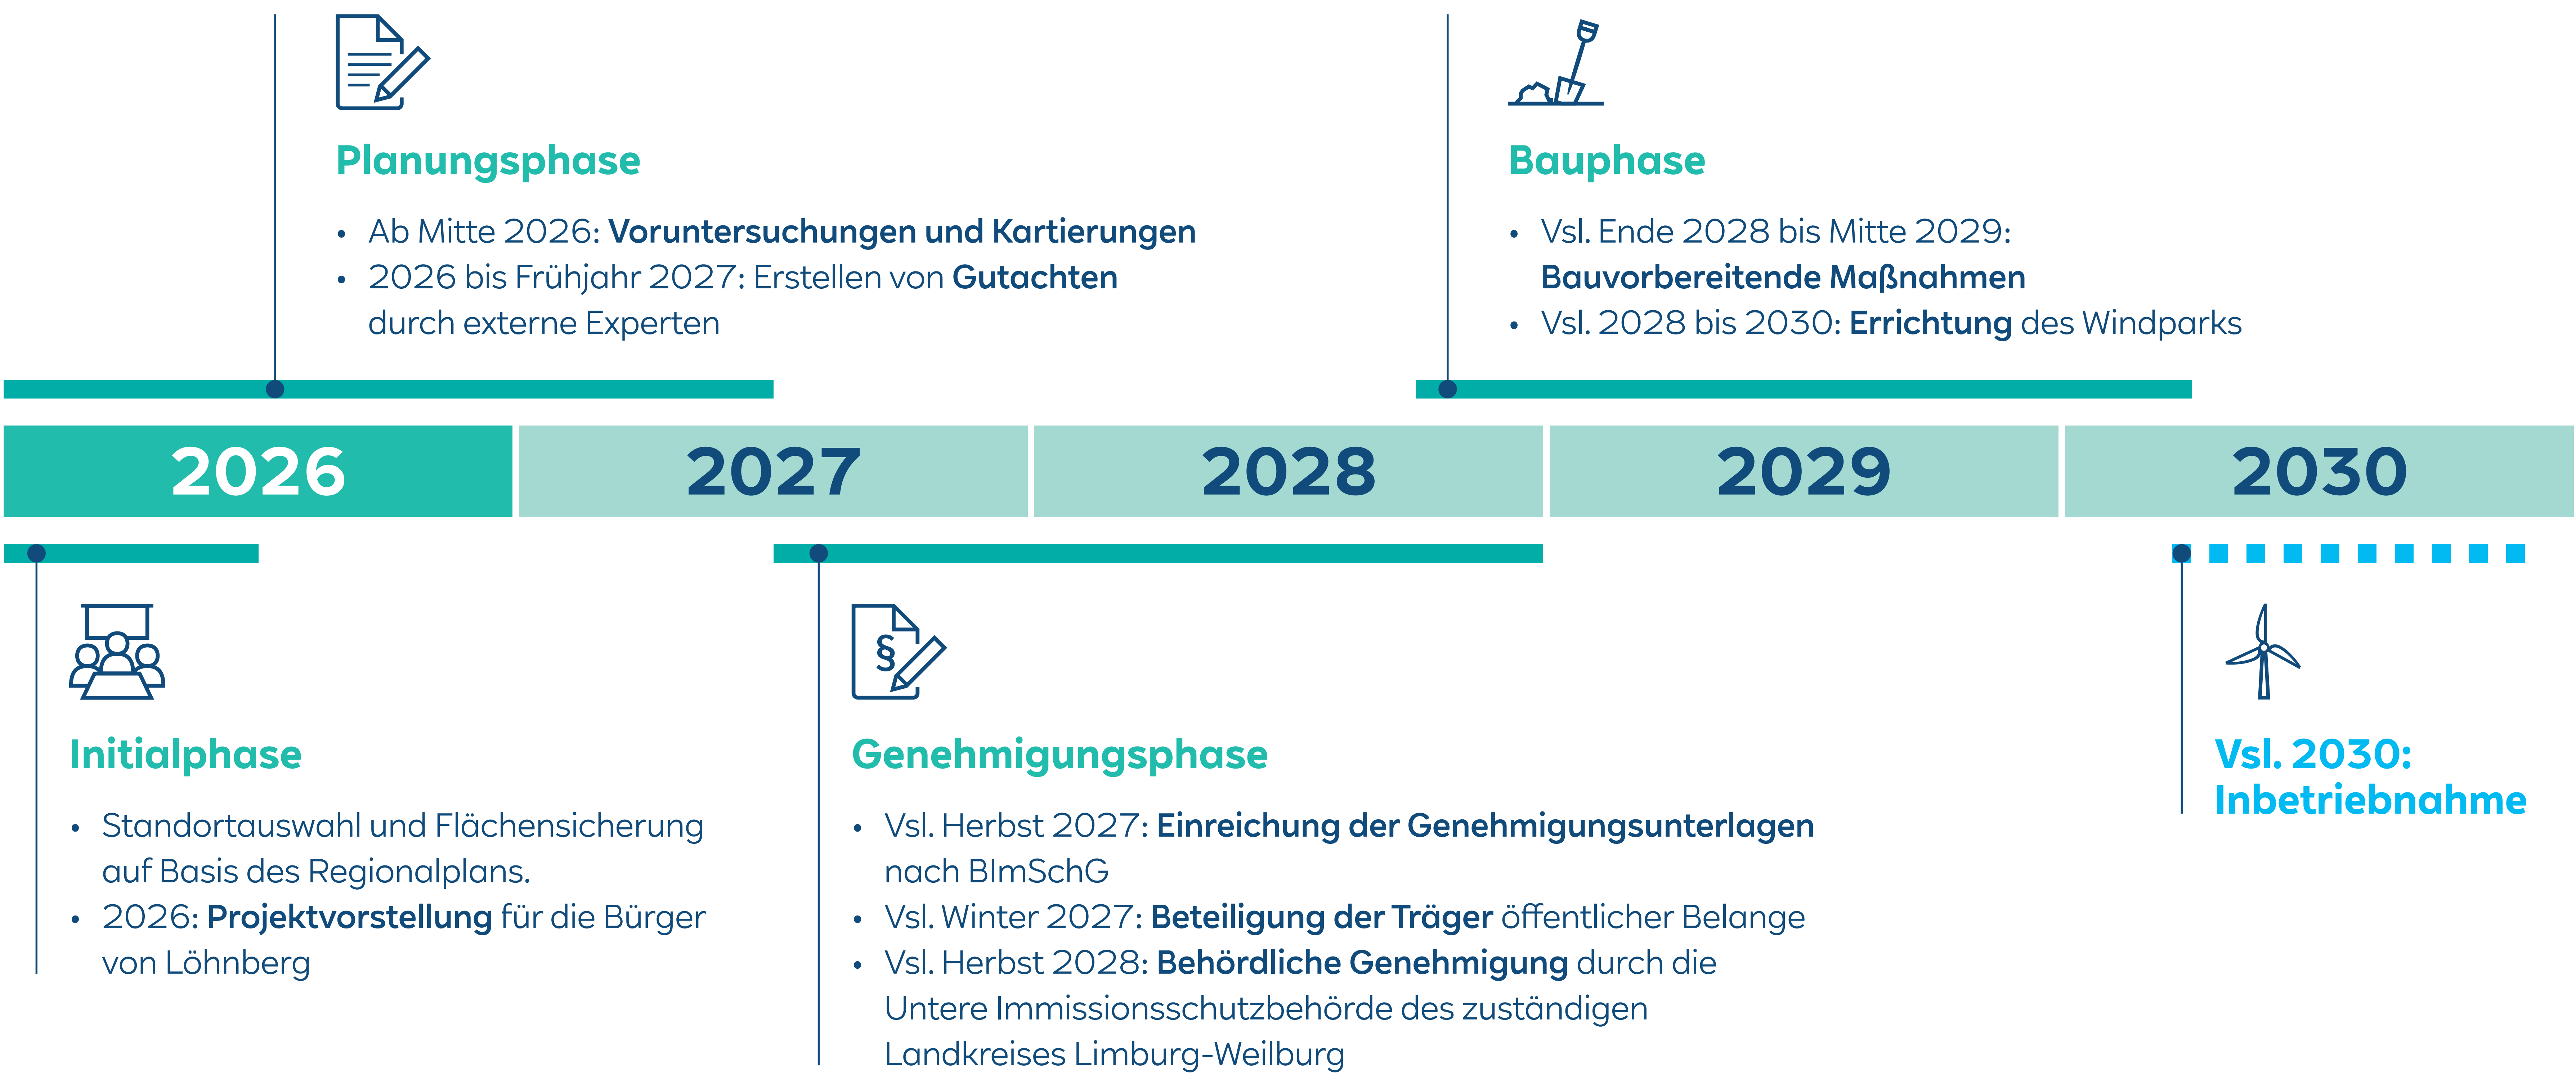 Planungsphase
• Ab Mitte 2026: Voruntersuchungen und Kartierungen
• 2026 bis Frühjahr 2027: Erstellen von Gutachten
durch externe Experten
Bauphase
• Vsl. Ende 2028 bis Mitte 2029:
Bauvorbereitende Maßnahmen
• Vsl. 2028 bis 2030: Errichtung des Windparks
2026
2027
2028
2029
2030
Initialphase
• Standortauswahl und Flächensicherung
auf Basis des Regionalplans.
• 2026: Projektvorstellung für die Bürger
von Löhnberg
§
Genehmigungsphase
• Vsl. Herbst 2027: Einreichung der Genehmigungsunterlagen
nach BImSchG
• Vsl. Winter 2027: Beteiligung der Träger öffentlicher Belange
• Vsl. Herbst 2028: Behördliche Genehmigung durch die
Untere Immissionsschutzbehörde des zuständigen
Landkreises Limburg-Weilburg
Vsl. 2030:
Inbetriebnahme